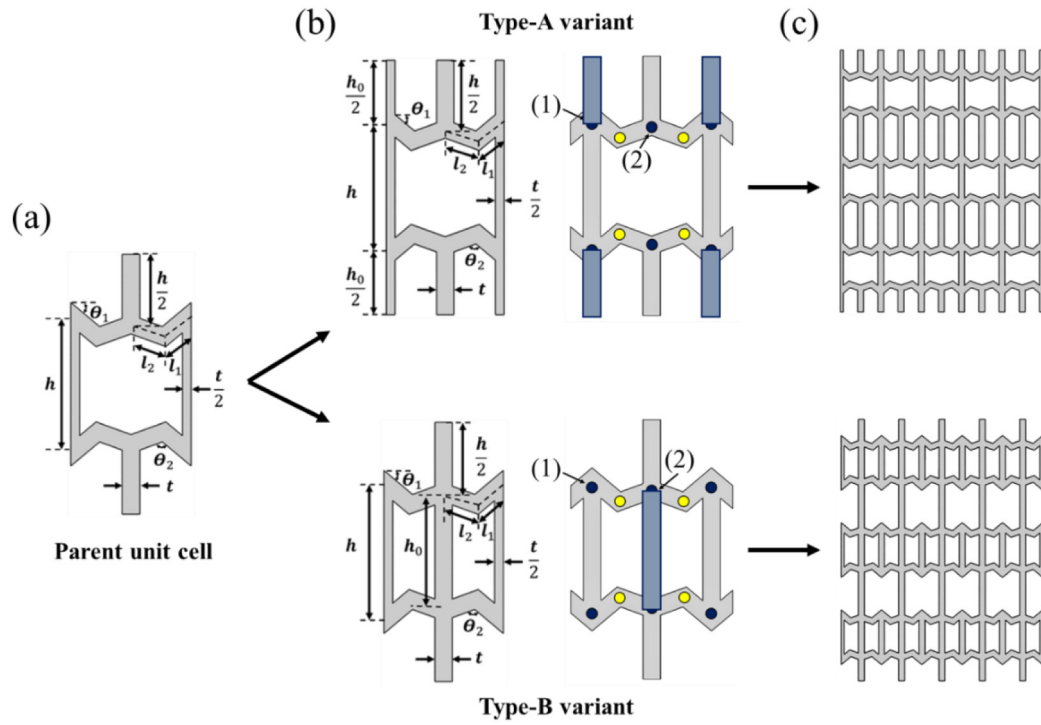 (a)
h/2
θ1
h
l2
l1
t/2
θ2
t
Parent unit cell
(b)
Type-A variant
h0/2
h/2
θ1
h
l2
l1
t/2
h0/2
θ2
t
(1)
(2)
h/2
θ1
h
h0
l2
l1
t/2
θ2
t
(1)
(2)
Type-B variant
(c)